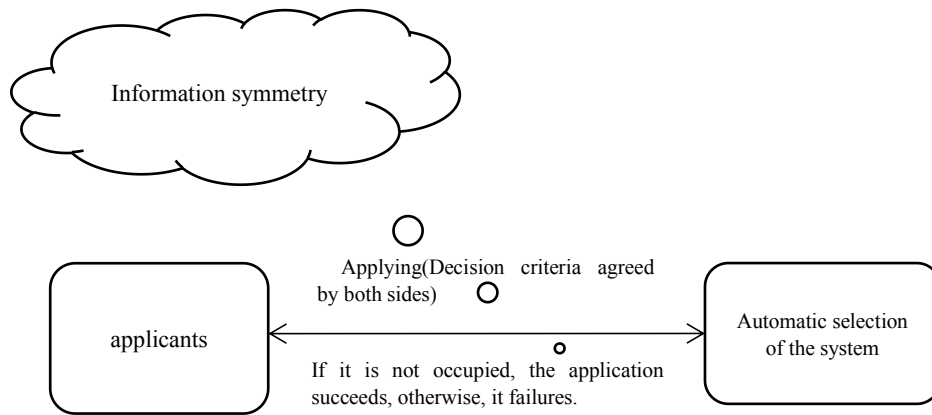 Information symmetry
Applying(Decision criteria agreed
by both sides)
applicants
Automatic selection
of the system
If it is not occupied, the application
succeeds, otherwise, it failures.